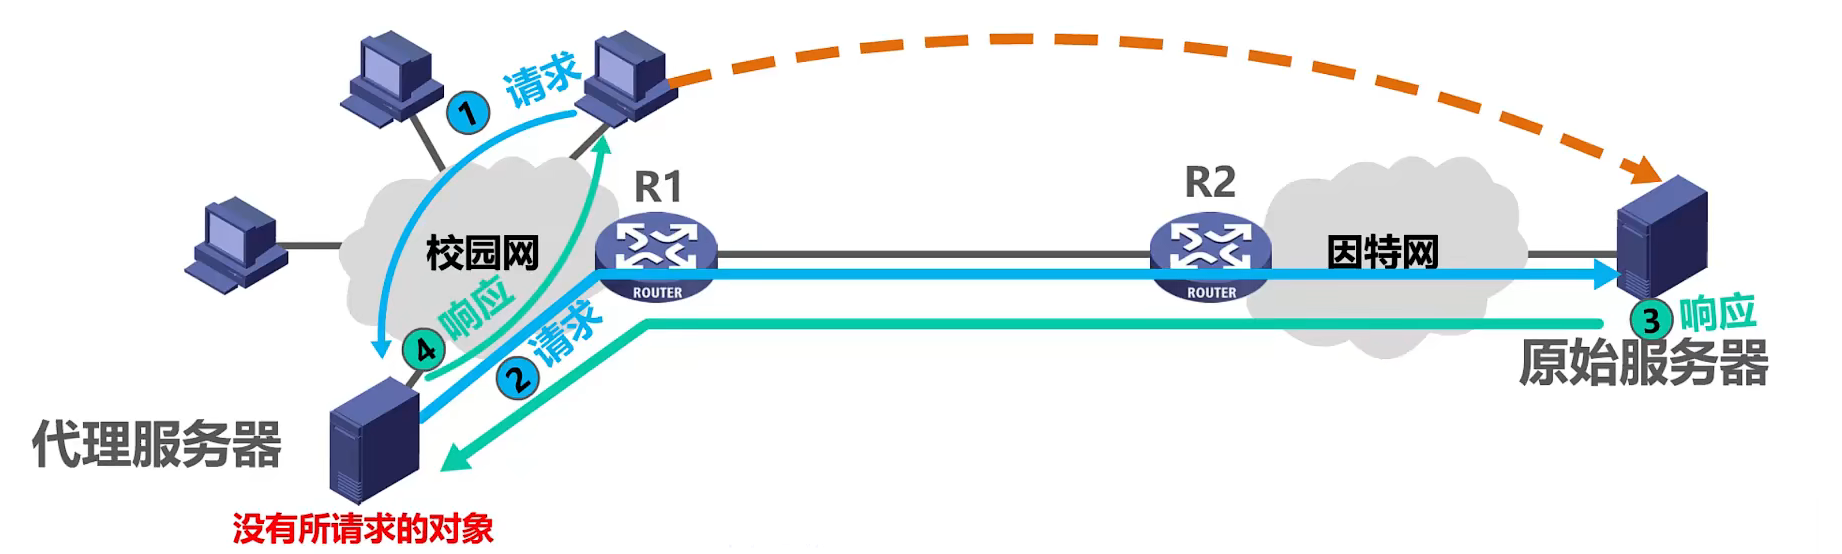 1 请求
R1
R2
校园网
因特网
ROUTER
ROUTER
4 响应
2 请求
3 响应
原始服务器
代理服务器
没有所请求的对象